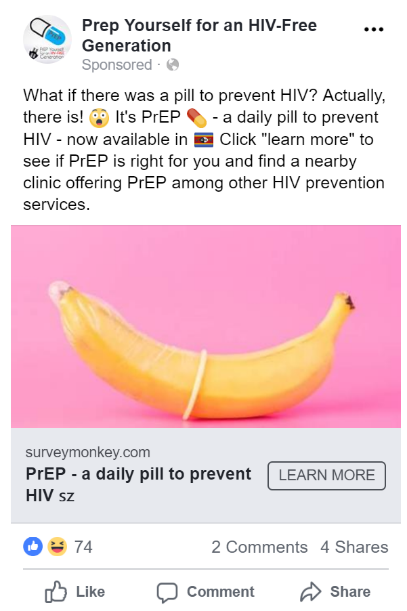 Prep Yourself for an HIV-Free
Generation
Sponsored ·
What if there was a pill to prevent HIV? Actually,
there is! 😲 It's PrEP 💊 - a daily pill to prevent
HIV - now available in 🇸🇿 Click "learn more" to
see if PrEP is right for you and find a nearby
clinic offering PrEP among other HIV prevention
services.
surveymonkey.com
PrEP - a daily pill to prevent
HIV sz
LEARN MORE
74
2 Comments 4 Shares
Like Comment Share